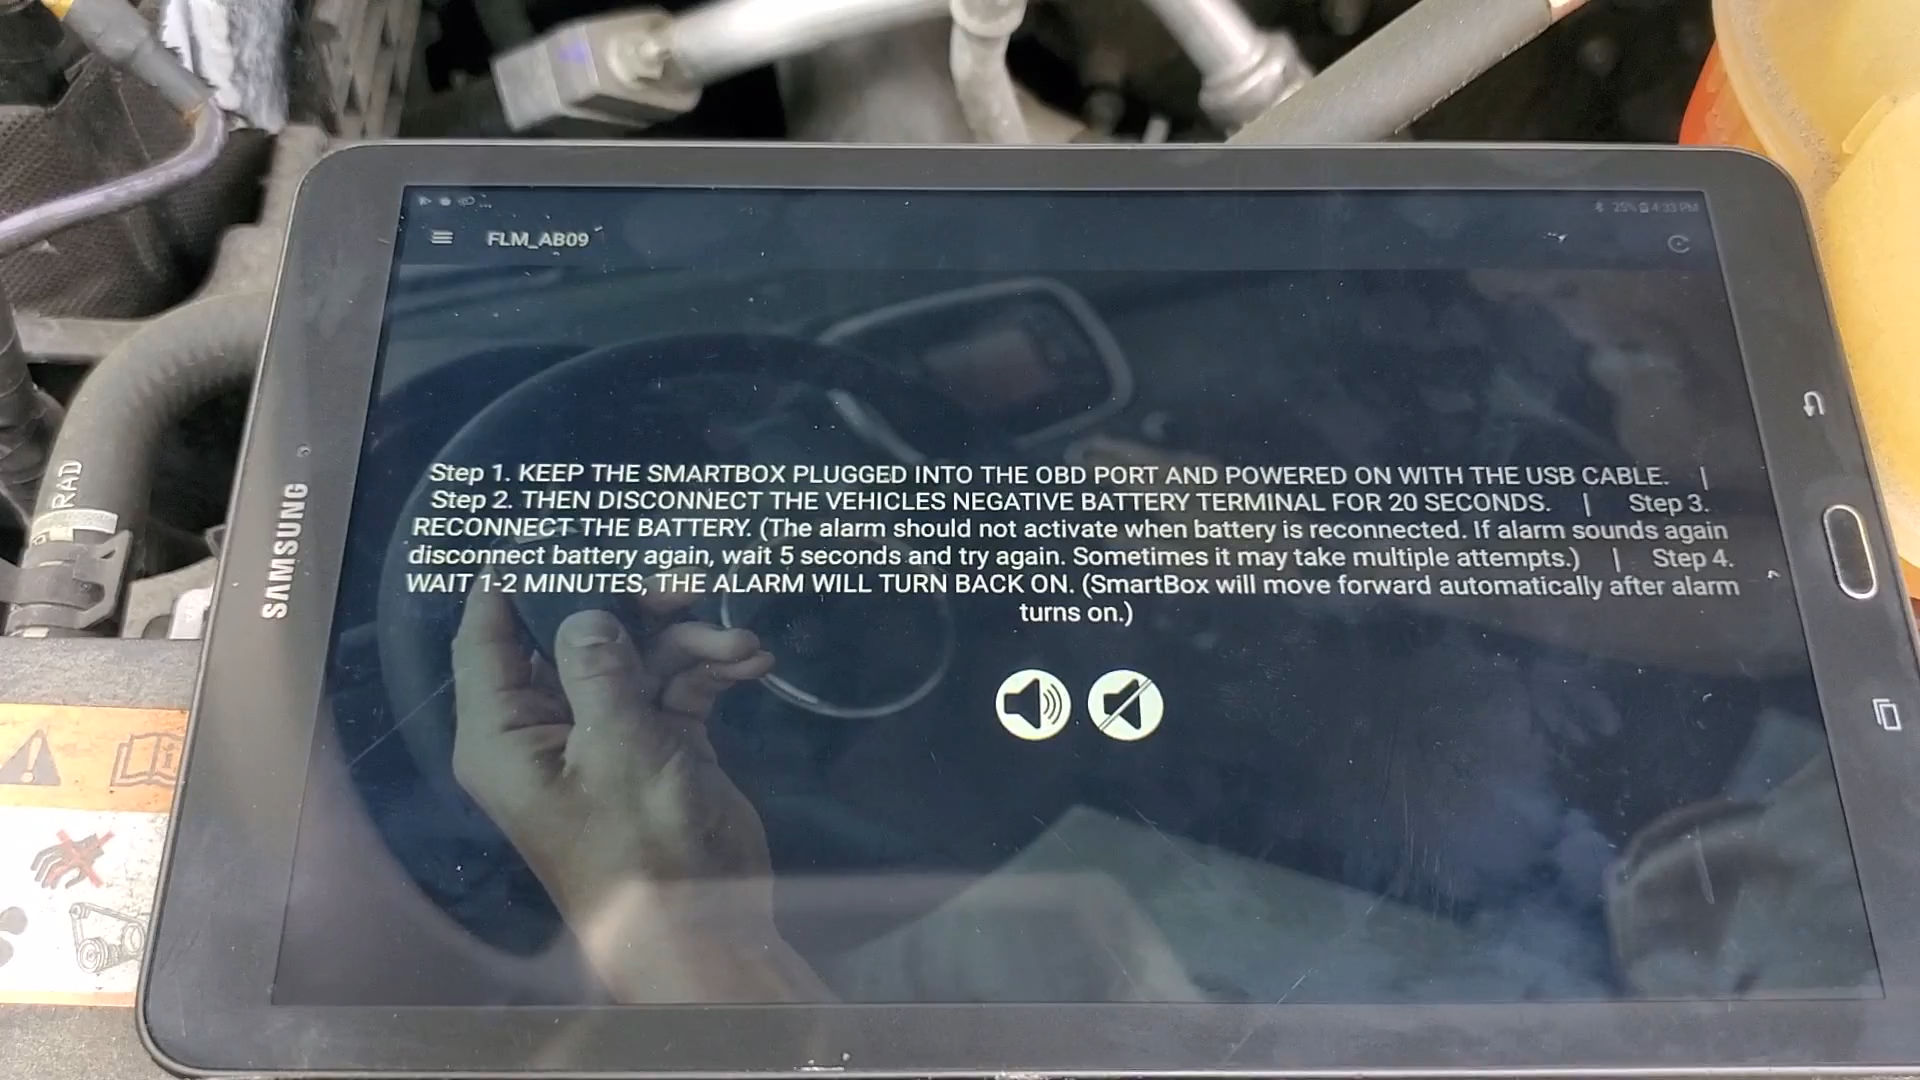 25% 4:33 PM
FLM_AB09
Step 1. KEEP THE SMARTBOX PLUGGED INTO THE OBD PORT AND POWERED ON WITH THE USB CABLE. |
Step 2. THEN DISCONNECT THE VEHICLES NEGATIVE BATTERY TERMINAL FOR 20 SECONDS. | Step 3.
RECONNECT THE BATTERY. (The alarm should not activate when battery is reconnected. If alarm sounds again
disconnect battery again, wait 5 seconds and try again. Sometimes it may take multiple attempts.) | Step 4.
WAIT 1-2 MINUTES, THE ALARM WILL TURN BACK ON. (SmartBox will move forward automatically after alarm
turns on.)
SAMSUNG
RAD